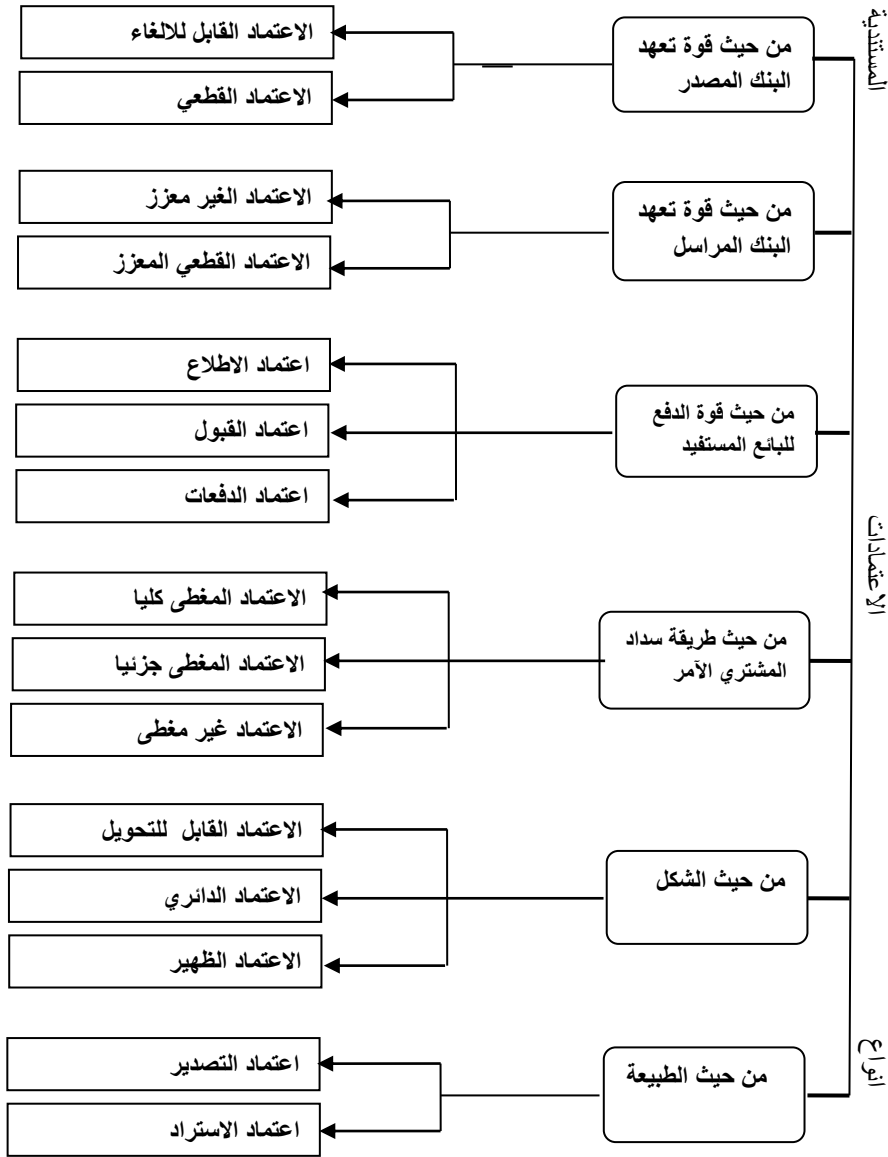 انواع
الاعتمادات
المستندية
من حيث قوة تعهد
البنك المصدر
الاعتماد القابل للالغاء
الاعتماد القطعي
من حيث قوة تعهد
البنك المراسل
الاعتماد الغير معزز
الاعتماد القطعي المعزز
من حيث قوة الدفع
للبائع المستفيد
اعتماد الاطلاع
اعتماد القبول
اعتماد الدفعات
من حيث طريقة سداد
المشتري الآمر
الاعتماد المغطى كليا
الاعتماد المغطى جزئيا
الاعتماد غير مغطى
من حيث الشكل
الاعتماد القابل للتحويل
الاعتماد الدائري
الاعتماد الظهير
من حيث الطبيعة
اعتماد التصدير
اعتماد الاستراد